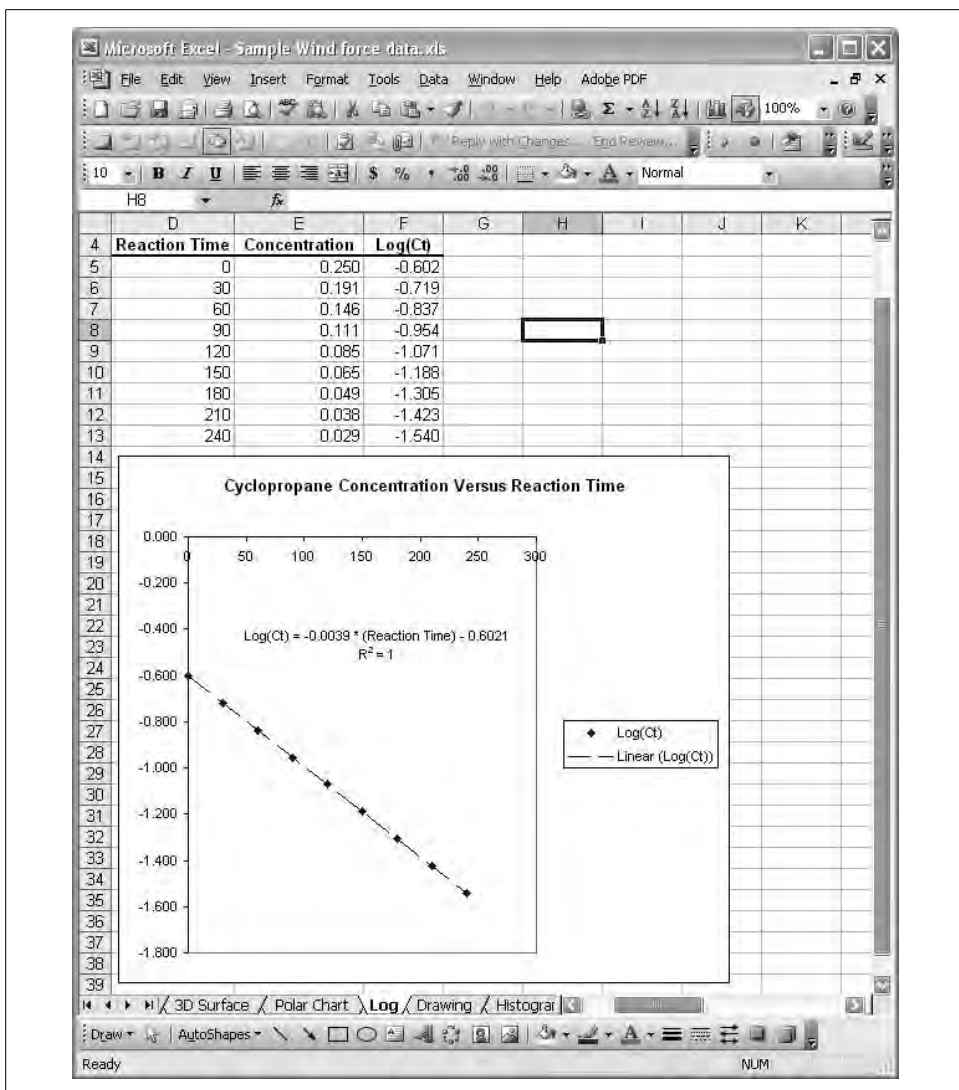 Microsoft Excel - Sample Wind force data.xls
File Edit View Insert Format Tools Data Window Help Adobe PDF
ABC Σ 100%
Reply with Changes... End Review...
10 B I U $ % , .00 Normal
H8 fx
D E F G H I J K
4 Reaction Time Concentration Log(Ct)
5 0 0.250 -0.602
6 30 0.191 -0.719
7 60 0.146 -0.837
8 90 0.111 -0.954
9 120 0.085 -1.071
10 150 0.065 -1.188
11 180 0.049 -1.305
12 210 0.038 -1.423
13 240 0.029 -1.540
14
15
16
17
18
19
20
21
22
23
24
25
26
27
28
29
30
31
32
33
34
35
36
37
38
39
Cyclopropane Concentration Versus Reaction Time
0.000
0 50 100 150 200 250 300
-0.200
-0.400
Log(Ct) = -0.0039 * (Reaction Time) - 0.6021
R² = 1
-0.600
-0.800
-1.000
-1.200
-1.400
-1.600
-1.800
Log(Ct)
Linear (Log(Ct))
3D Surface Polar Chart Log Drawing Histograr
Draw AutoShapes A A
Ready NUM